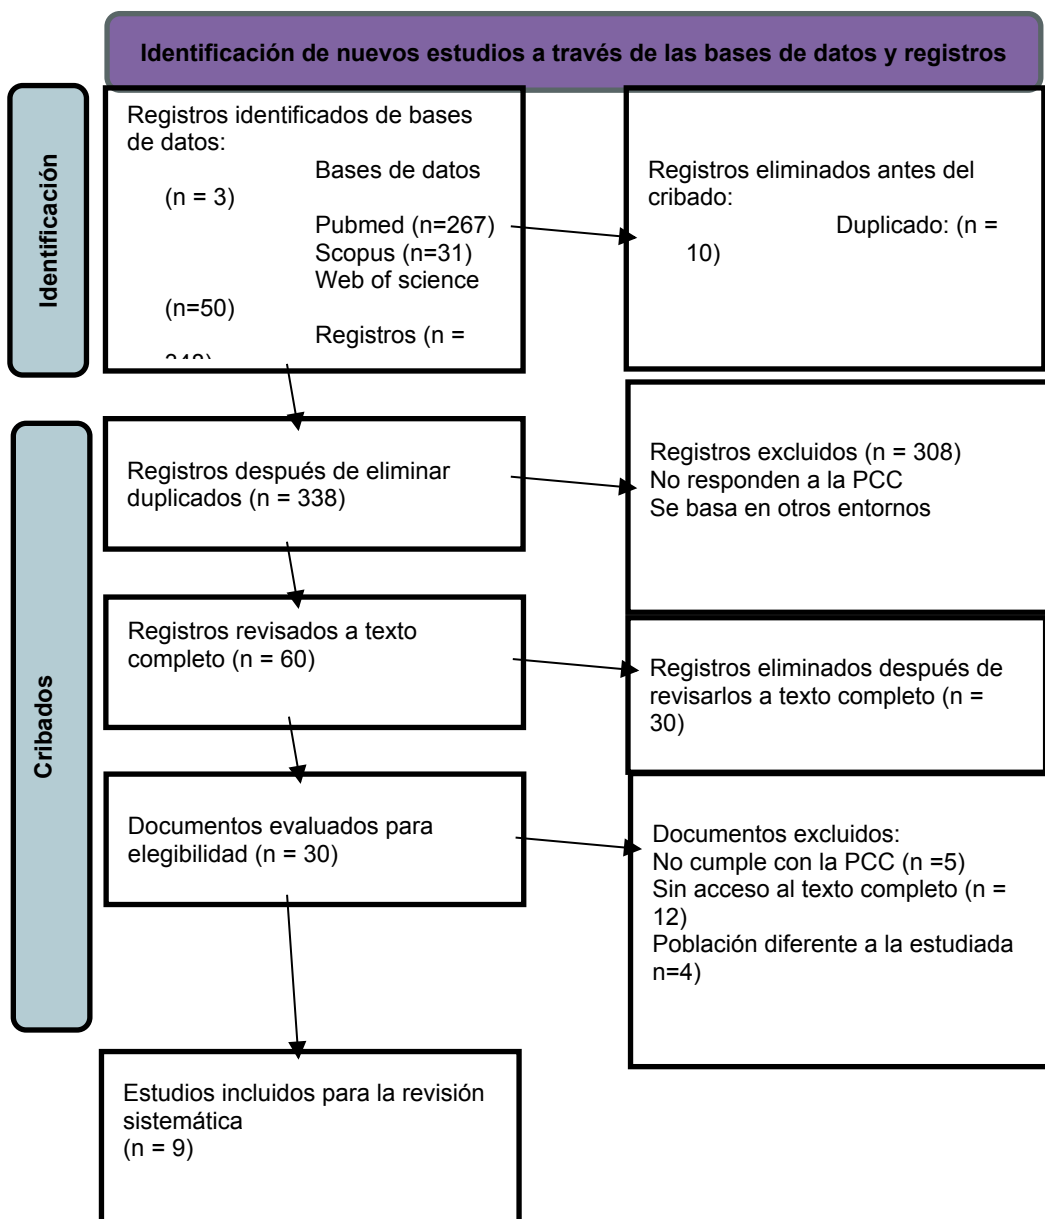 Identificación de nuevos estudios a través de las bases de datos y registros
Identificación
Registros identificados de bases
de datos:
Bases de datos
(n = 3)
Pubmed (n=267)
Scopus (n=31)
Web of science
(n=50)
Registros (n =
Registros eliminados antes del
cribado:
Duplicado: (n =
10)
Cribados
Registros después de eliminar
duplicados (n = 338)
Registros excluidos (n = 308)
No responden a la PCC
Se basa en otros entornos
Registros revisados a texto
completo (n = 60)
Registros eliminados después de
revisarlos a texto completo (n =
30)
Documentos evaluados para
elegibilidad (n = 30)
Documentos excluidos:
No cumple con la PCC (n =5)
Sin acceso al texto completo (n =
12)
Población diferente a la estudiada
n=4)
Estudios incluidos para la revisión
sistemática
(n = 9)